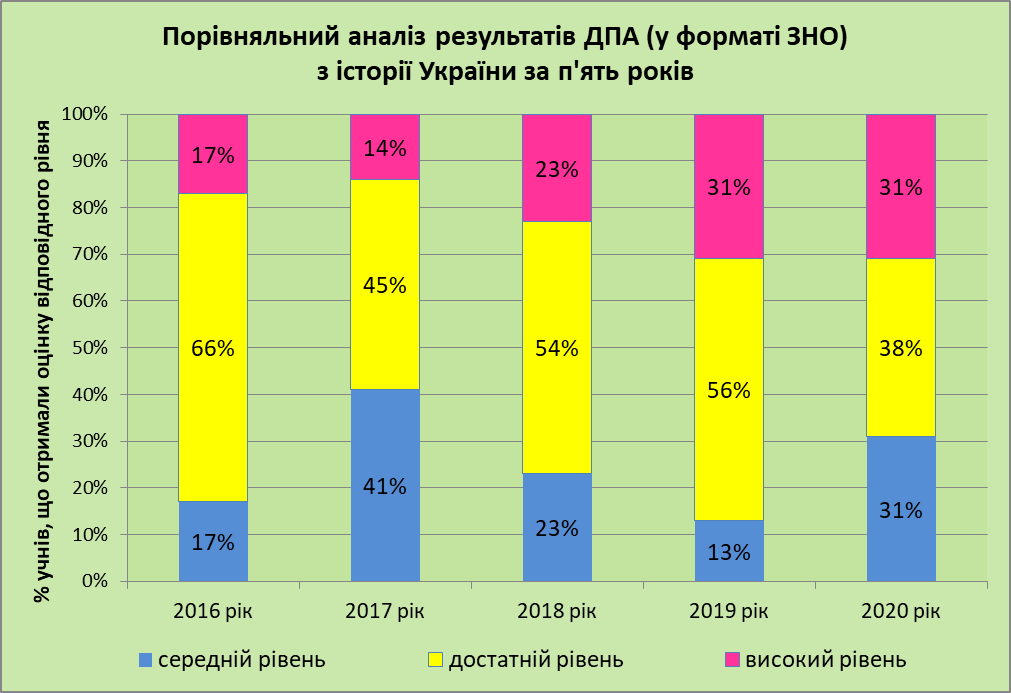 Порівняльний аналіз результатів ДПА (у форматі ЗНО)
з історії України за п'ять років
% учнів, що отримали оцінку відповідного рівня
100%
90%
80%
70%
60%
50%
40%
30%
20%
10%
0%
17% 14% 23% 31% 31%
66% 45% 54% 56% 38%
17% 41% 23% 13% 31%
2016 рік 2017 рік 2018 рік 2019 рік 2020 рік
середній рівень достатній рівень високий рівень